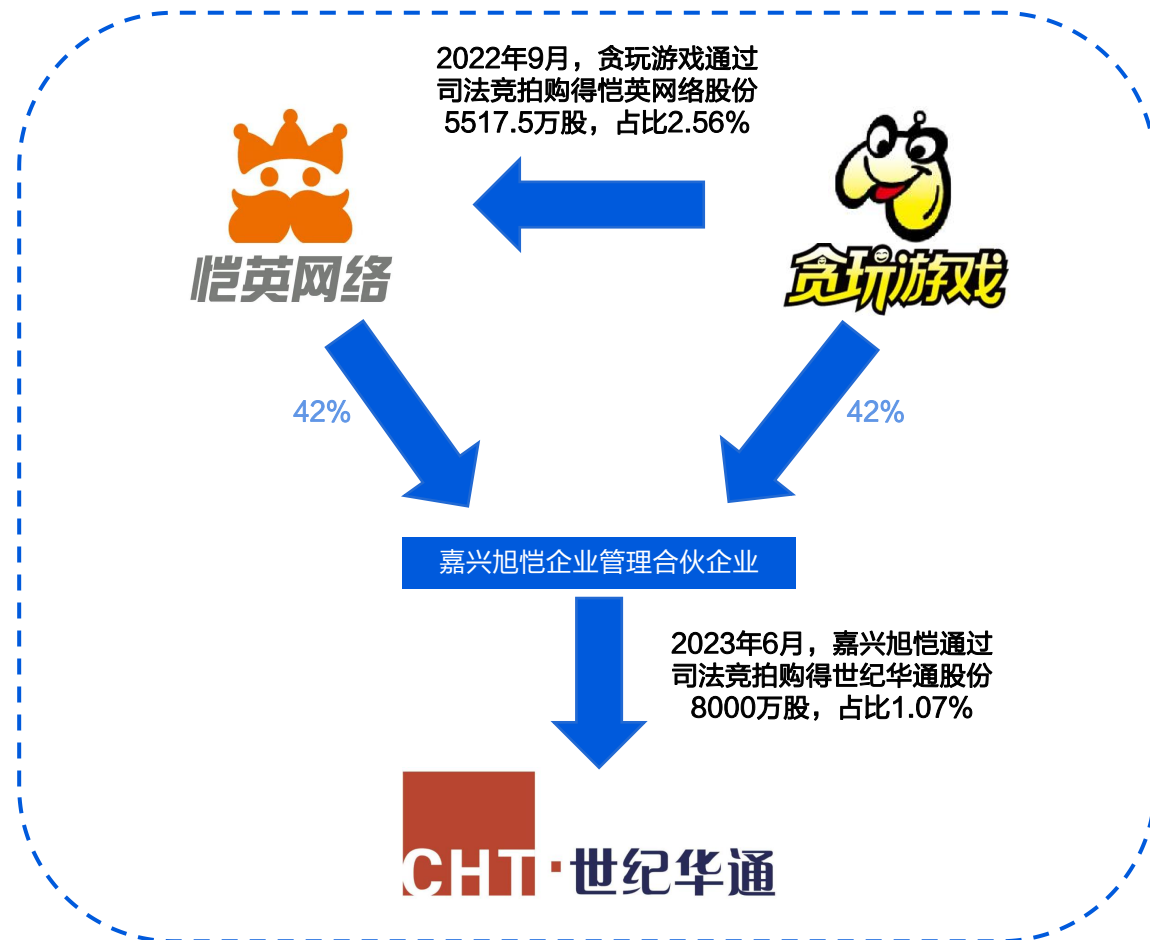 2022年9月，贪玩游戏通过
司法竞拍购得恺英网络股份
5517.5万股，占比2.56%
恺英网络
贪玩游戏
42%
42%
嘉兴旭恺企业管理合伙企业
2023年6月，嘉兴旭恺通过
司法竞拍购得世纪华通股份
8000万股，占比1.07%
CHT·世纪华通